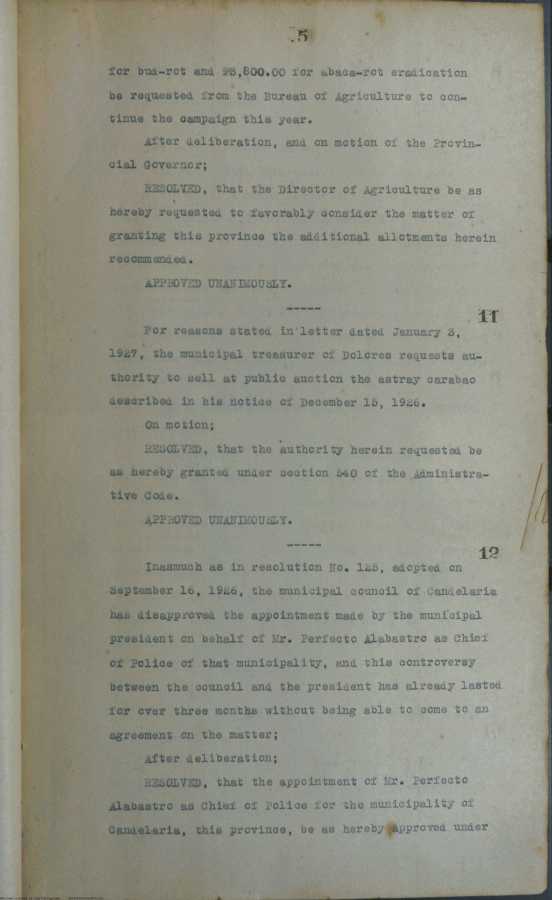 5
for bud-rot and ₱3,800.00 for abaca-rot eradication
be requested from the Bureau of Agriculture to con-
tinue the campaign this year.
After deliberation, and on motion of the Provin-
cial Governor;
RESOLVED, that the Director of Agriculture be as
hereby requested to favorably consider the matter of
granting this province the additional allotments herein
recommended.
APPROVED UNANIMOUSLY.
-----
11
For reasons stated in letter dated January 3,
1927, the municipal treasurer of Dolores requests au-
thority to sell at public auction the astray carabao
described in his notice of December 15, 1926.
On motion;
RESOLVED, that the authority herein requested be
as hereby granted under section 540 of the Administra-
tive Code.
APPROVED UNANIMOUSLY.
-----
12
Inasmuch as in resolution No. 125, adopted on
September 16, 1926, the municipal council of Candelaria
has disapproved the appointment made by the municipal
president on behalf of Mr. Perfecto Alabastro as Chief
of Police of that municipality, and this controversy
between the council and the president has already lasted
for over three months without being able to come to an
agreement on the matter;
After deliberation;
RESOLVED, that the appointment of Mr. Perfecto
Alabastro as Chief of Police for the municipality of
Candelaria, this province, be as hereby approved under